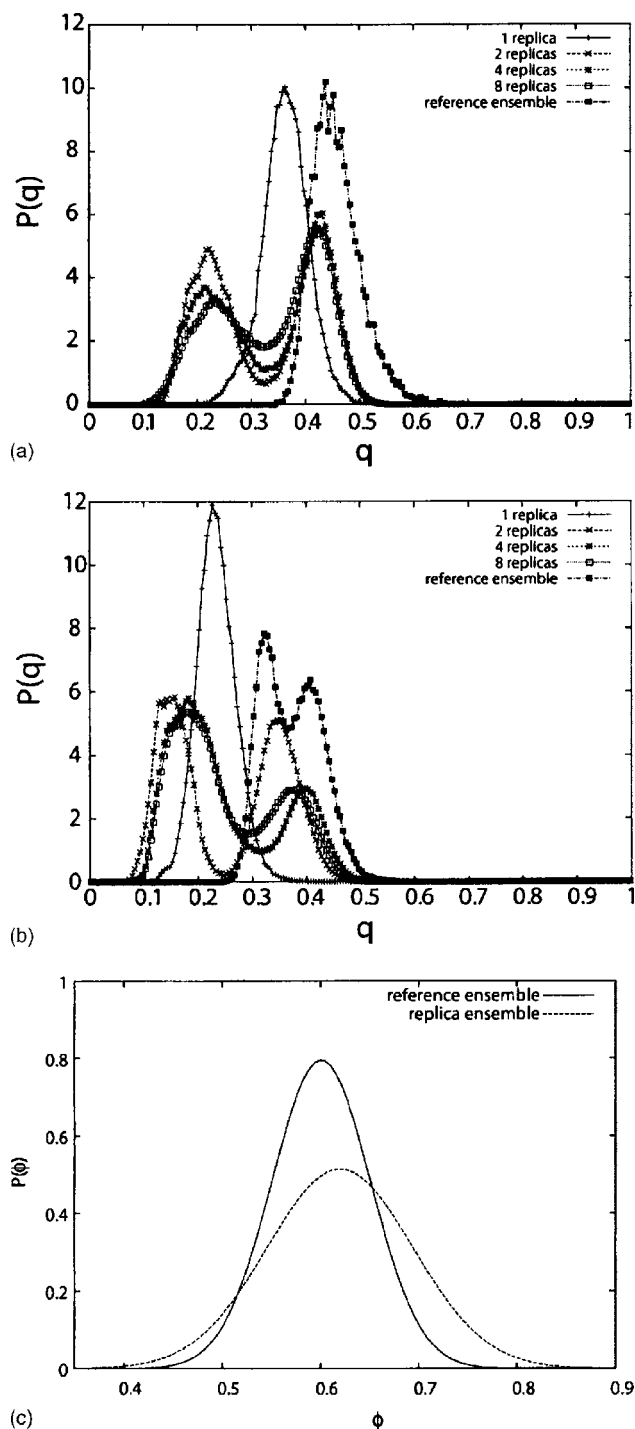 12
10
8
6
4
2
0
P(q)
1 replica
2 replicas
4 replicas
8 replicas
reference ensemble
0 0.1 0.2 0.3 0.4 0.5 0.6 0.7 0.8 0.9 1
q
(a)
12
10
8
6
4
2
0
P(q)
1 replica
2 replicas
4 replicas
8 replicas
reference ensemble
0 0.1 0.2 0.3 0.4 0.5 0.6 0.7 0.8 0.9 1
q
(b)
1
0.8
0.6
0.4
0.2
0
P(ϕ)
reference ensemble
replica ensemble
0.4 0.5 0.6 0.7 0.8 0.9
ϕ
(c)